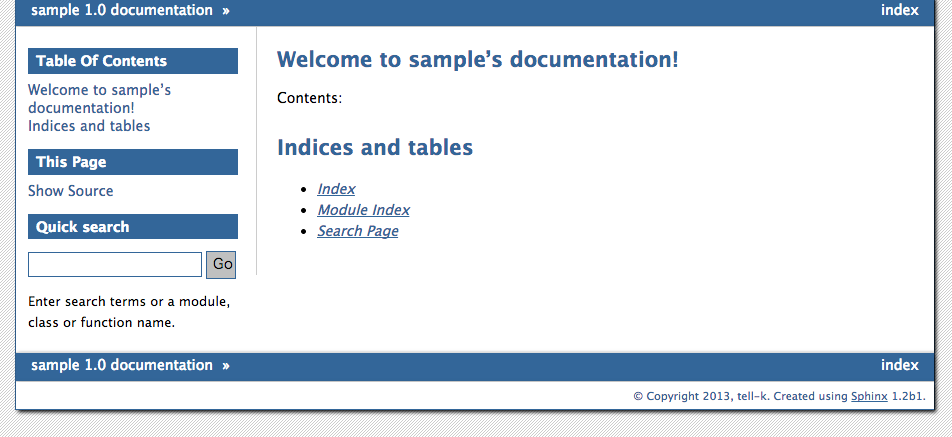 sample 1.0 documentation »
index
Table Of Contents
Welcome to sample’s
documentation!
Indices and tables
This Page
Show Source
Quick search
Go
Enter search terms or a module,
class or function name.
Welcome to sample’s documentation!
Contents:
Indices and tables
Index
Module Index
Search Page
sample 1.0 documentation »
index
© Copyright 2013, tell-k. Created using Sphinx 1.2b1.